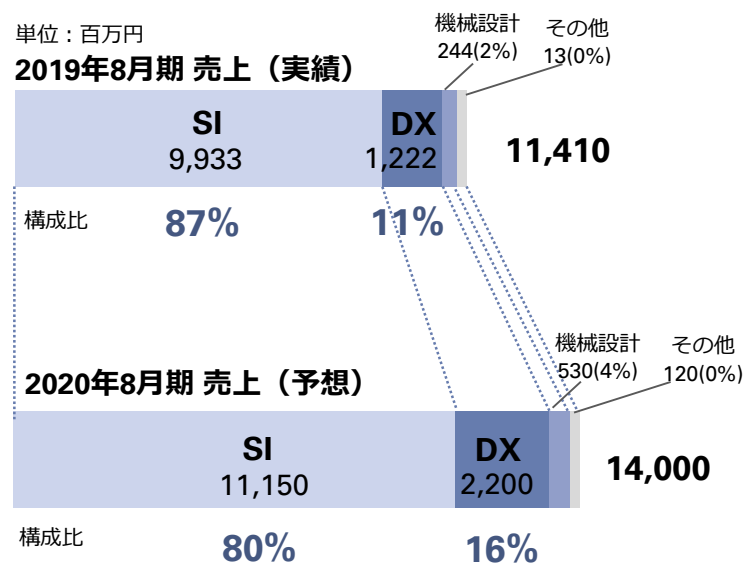 単位：百万円
2019年8月期 売上（実績）
機械設計
244(2%)
その他
13(0%)
SI
9,933
DX
1,222
11,410
構成比
87%
11%
2020年8月期 売上（予想）
機械設計
530(4%)
その他
120(0%)
SI
11,150
DX
2,200
14,000
構成比
80%
16%